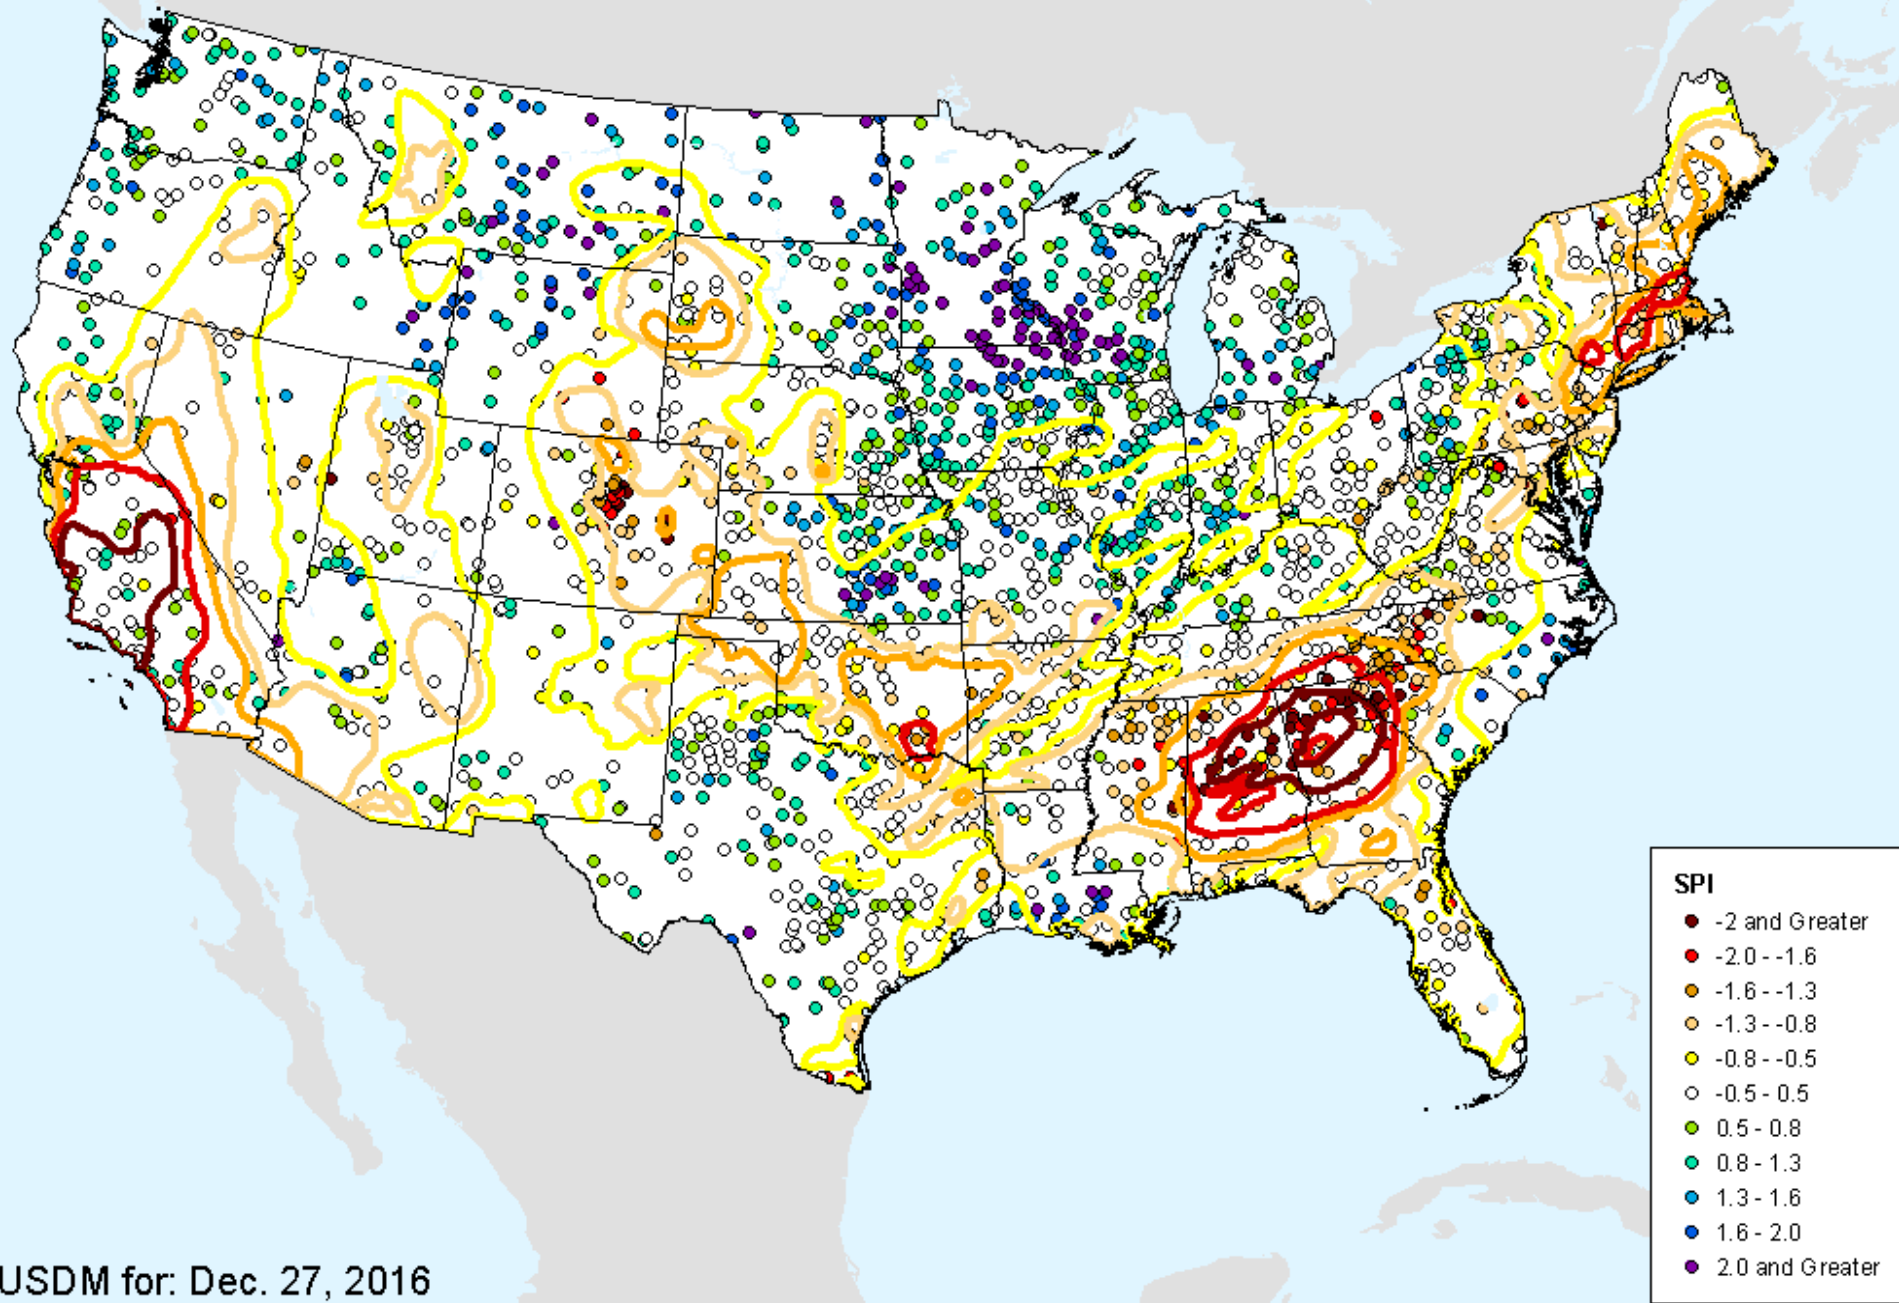 SPI
-2 and Greater
-2.0 - -1.6
-1.6 - -1.3
-1.3 - -0.8
-0.8 - -0.5
-0.5 - 0.5
0.5 - 0.8
0.8 - 1.3
1.3 - 1.6
1.6 - 2.0
2.0 and Greater
USDM for: Dec. 27, 2016